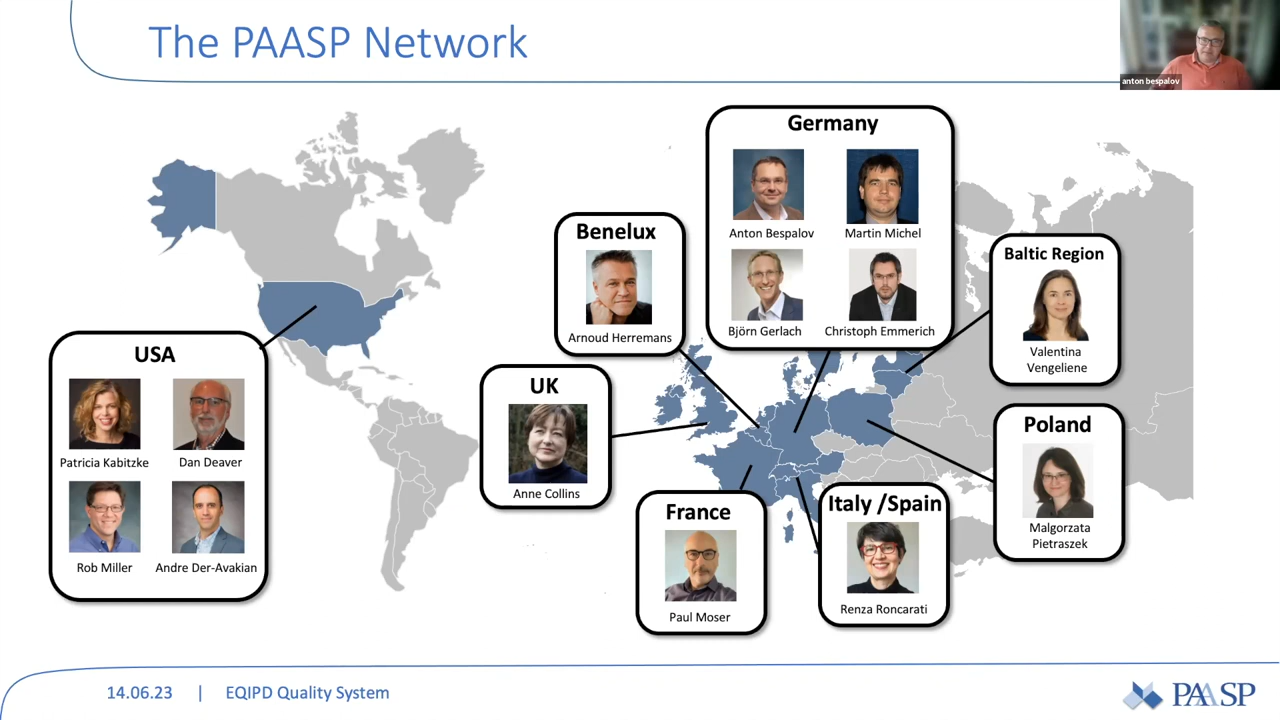 The PAASP Network
anton bespalov
Germany
Anton Bespalov
Martin Michel
Björn Gerlach
Christoph Emmerich
Benelux
Arnoud Herremans
Baltic Region
Valentina
Vengeliene
USA
Patricia Kabitzke
Dan Deaver
Rob Miller
Andre Der-Avakian
UK
Anne Collins
Poland
Malgorzata
Pietraszek
France
Paul Moser
Italy /Spain
Renza Roncarati
14.06.23 | EQIPD Quality System
PAASP